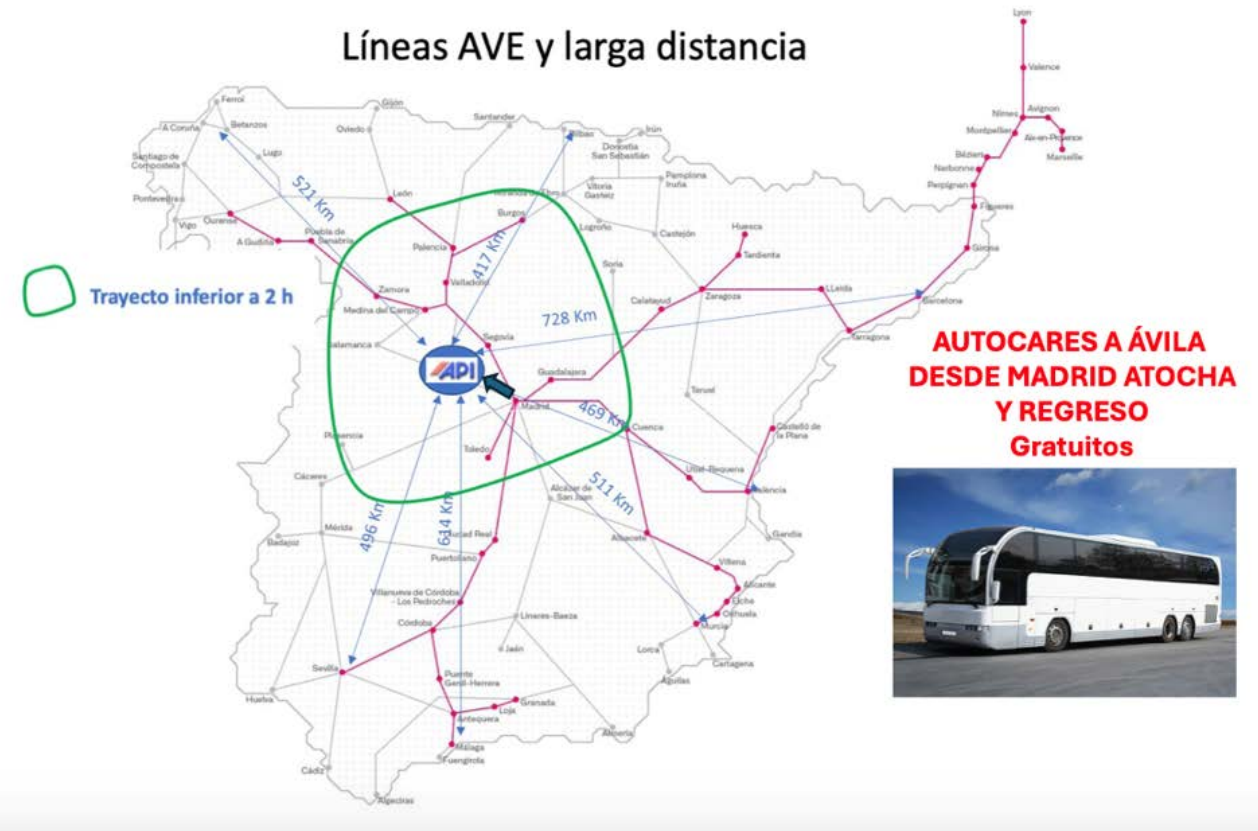 Líneas AVE y larga distancia
Lyon
Valence
Nimes
Avignon
Montpellier
Aix-en-Provence
Marseille
Béziers
Narbonne
Perpignan
Figueres
Girona
Ferrol
A Coruña
Betanzos
Gijón
Oviedo
Santander
Bilbao
Irún
Donostia
San Sebastián
Santiago de
Compostela
Lugo
Pontevedra
Vigo
Ourense
A Gudiña
Puebla de
Sanabria
León
521 Km
Vitoria
Gasteiz
Pamplona
Iruña
Burgos
Logroño
Castejón
Huesca
Tardienta
Palencia
417 Km
Valladolid
Soria
Zamora
Medina del Campo
Calatayud
Zaragoza
LLeida
Barcelona
Tarragona
Trayecto inferior a 2 h
728 Km
Segovia
Salamanca
API
Guadalajara
Madrid
Teruel
469 Km
Cuenca
Castelló de
la Plana
Plasencia
Toledo
Valencia
Cáceres
Alcázar de
San Juan
511 Km
496 Km
614 Km
Mérida
Badajoz
Ciudad Real
Puertollano
Albacete
Gandia
Villena
Alicante
Elche
Orihuela
Murcia
Villanueva de Córdoba
- Los Pedroches
Linares-Baeza
Córdoba
Jaén
Lorca
Cartagena
Águilas
Sevilla
Puente
Genil-Herrera
Huelva
Granada
Loja
Antequera
Almería
Málaga
Fuengirola
Cádiz
Algeciras
AUTOCARES A ÁVILA
DESDE MADRID ATOCHA
Y REGRESO
Gratuitos